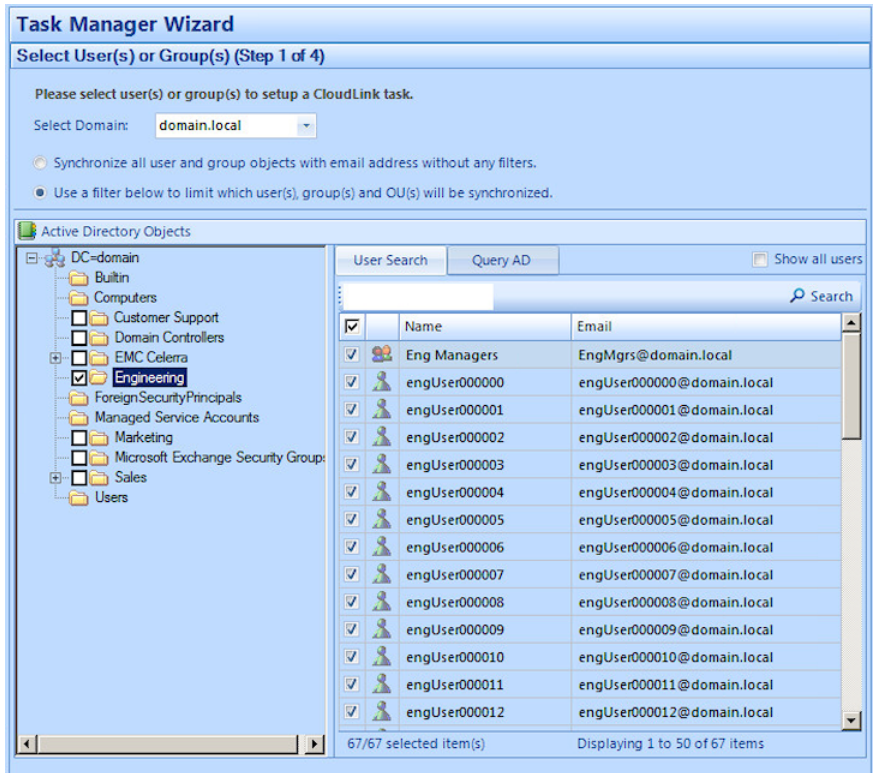 Task Manager Wizard
Select User(s) or Group(s) (Step 1 of 4)
Please select user(s) or group(s) to setup a CloudLink task.
Select Domain: domain.local
Synchronize all user and group objects with email address without any filters.
Use a filter below to limit which user(s), group(s) and OU(s) will be synchronized.
Active Directory Objects
DC=domain
Builtin
Computers
Customer Support
Domain Controllers
EMC Celerra
Engineering
ForeignSecurityPrincipals
Managed Service Accounts
Marketing
Microsoft Exchange Security Group
Sales
Users
User Search Query AD Show all users
Search
Name Email
Eng Managers EngMgrs@domain.local
engUser000000 engUser000000@domain.local
engUser000001 engUser000001@domain.local
engUser000002 engUser000002@domain.local
engUser000003 engUser000003@domain.local
engUser000004 engUser000004@domain.local
engUser000005 engUser000005@domain.local
engUser000006 engUser000006@domain.local
engUser000007 engUser000007@domain.local
engUser000008 engUser000008@domain.local
engUser000009 engUser000009@domain.local
engUser000010 engUser000010@domain.local
engUser000011 engUser000011@domain.local
engUser000012 engUser000012@domain.local
67/67 selected item(s) Displaying 1 to 50 of 67 items